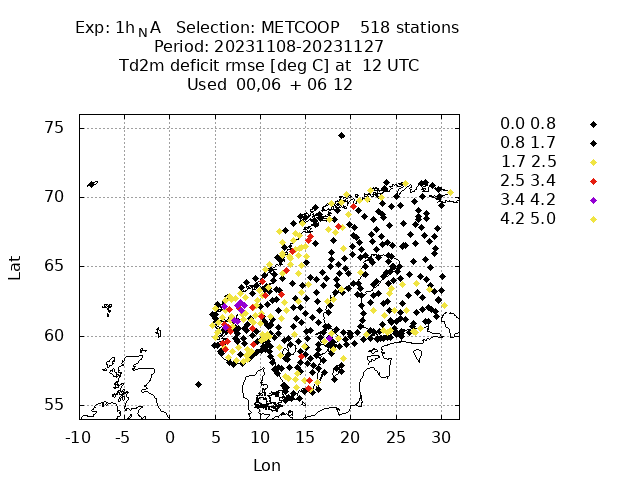 Exp: 1h N A   Selection: METCOOP    518 stations
Period: 20231108-20231127
Td2m deficit rmse [deg C] at  12 UTC
Used  00,06  + 06 12
75
70
65
60
55
Lat
-10 -5 0 5 10 15 20 25 30
Lon
0.0 0.8
0.8 1.7
1.7 2.5
2.5 3.4
3.4 4.2
4.2 5.0